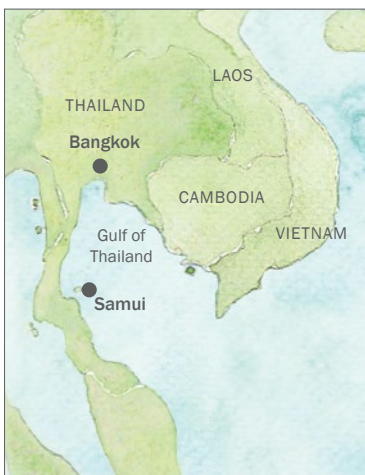 LAOS
THAILAND
Bangkok
CAMBODIA
VIETNAM
Gulf of
Thailand
Samui